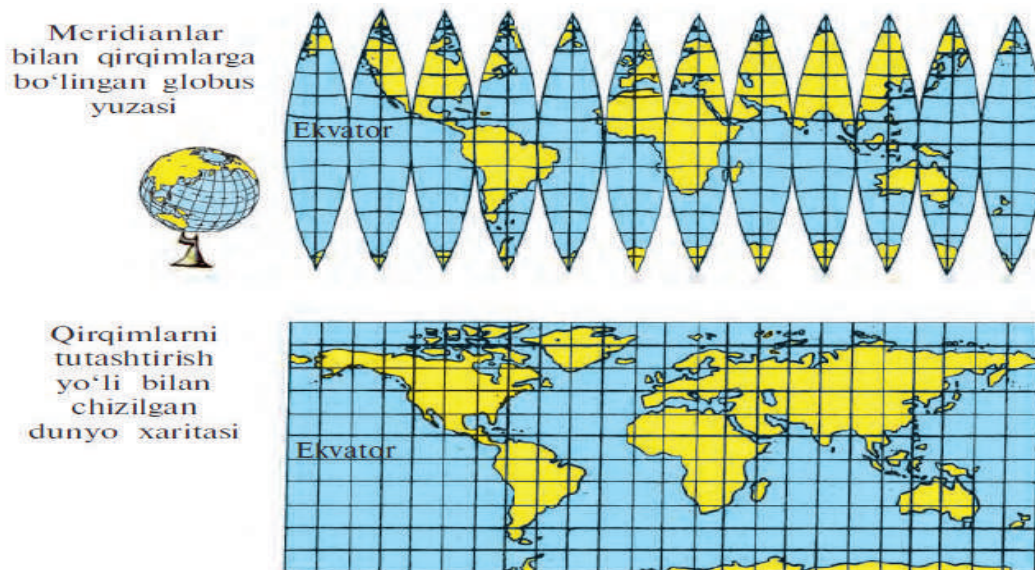 Meridianlar
bilan qirqimlarga
bo‘lingan globus
yuzasi
Ekvator
Qirqimlarni
tutashtirish
yo‘li bilan
chizilgan
dunyo xaritasi
Ekvator